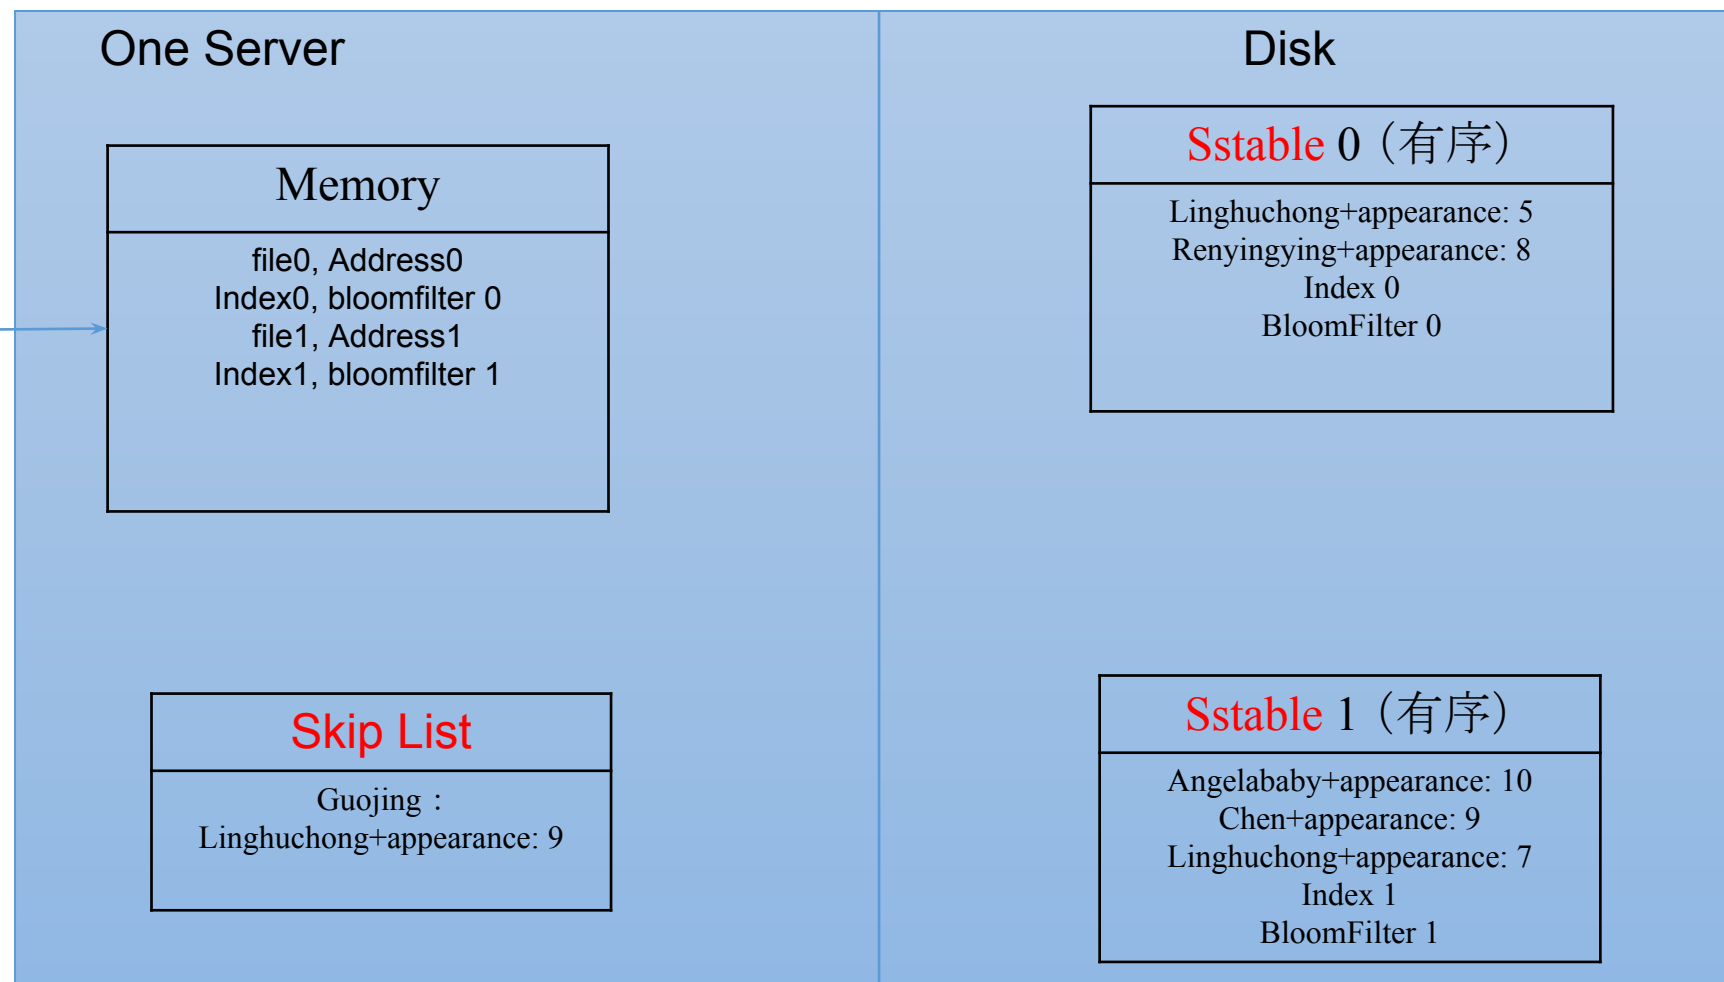 One Server
Memory
file0, Address0
Index0, bloomfilter 0
file1, Address1
Index1, bloomfilter 1
Skip List
Guojing：
Linghuchong+appearance: 9
Disk
Sstable 0（有序）
Linghuchong+appearance: 5
Renyingying+appearance: 8
Index 0
BloomFilter 0
Sstable 1（有序）
Angelababy+appearance: 10
Chen+appearance: 9
Linghuchong+appearance: 7
Index 1
BloomFilter 1